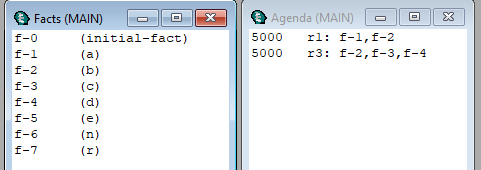 Facts (MAIN)
f-0 (initial-fact)
f-1 (a)
f-2 (b)
f-3 (c)
f-4 (d)
f-5 (e)
f-6 (n)
f-7 (r)
Agenda (MAIN)
5000 r1: f-1,f-2
5000 r3: f-2,f-3,f-4